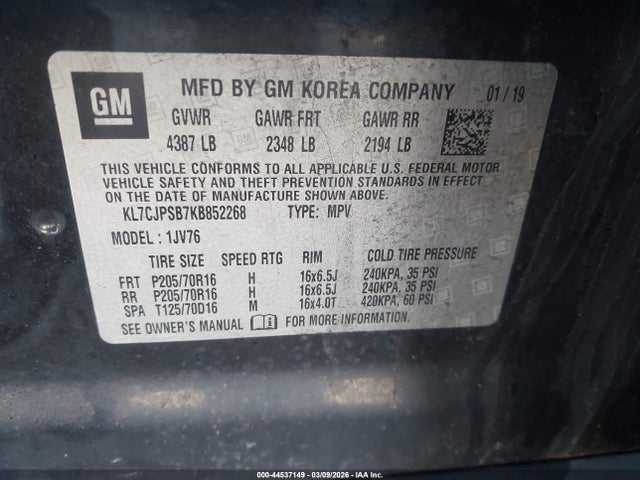 GM
MFD BY GM KOREA COMPANY 01 / 19
GVWR GAWR FRT GAWR RR
4387 LB 2348 LB 2194 LB
THIS VEHICLE CONFORMS TO ALL APPLICABLE U.S. FEDERAL MOTOR
VEHICLE SAFETY AND THEFT PREVENTION STANDARDS IN EFFECT
ON THE DATE OF MANUFACTURE SHOWN ABOVE.
KL7CJPSB7KB852268 TYPE: MPV
MODEL : 1JV76
TIRE SIZE SPEED RTG RIM COLD TIRE PRESSURE
FRT P205/70R16 H 16x6.5J 240KPA, 35 PSI
RR P205/70R16 H 16x6.5J 240KPA, 35 PSI
SPA T125/70D16 M 16x4.0T 420KPA, 60 PSI
SEE OWNER'S MANUAL FOR MORE INFORMATION.
000-44537149 - 03/09/2026 - IAA Inc.